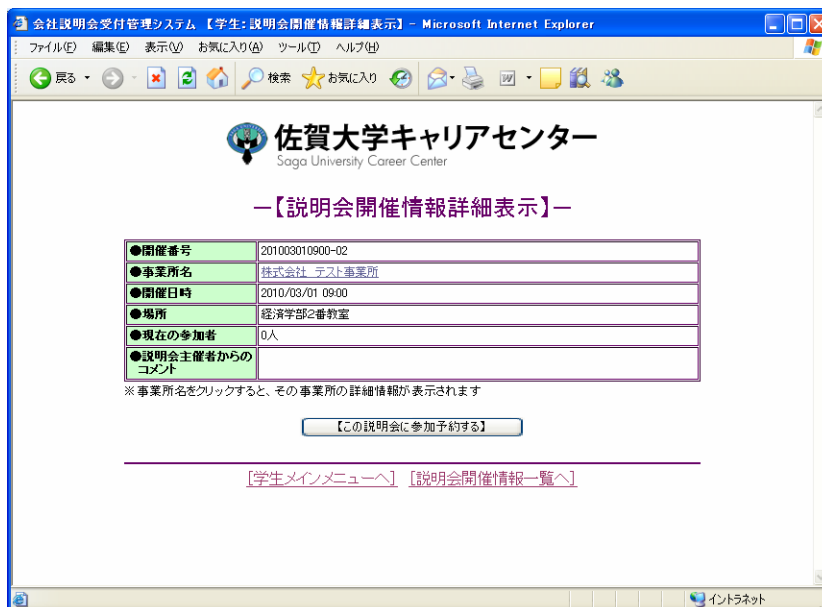 会社説明会受付管理システム 【学生：説明会開催情報詳細表示】 - Microsoft Internet Explorer
ファイル(F) 編集(E) 表示(V) お気に入り(A) ツール(T) ヘルプ(H)
戻る 検索 お気に入り
佐賀大学キャリアセンター
Saga University Career Center
－【説明会開催情報詳細表示】－
●開催番号 201003010900-02
●事業所名 株式会社 テスト事業所
●開催日時 2010/03/01 09:00
●場所 経済学部2番教室
●現在の参加者 0人
●説明会主催者からの
コメント
※事業所名をクリックすると、その事業所の詳細情報が表示されます
【この説明会に参加予約する】
[学生メインメニューへ] [説明会開催情報一覧へ]
イントラネット